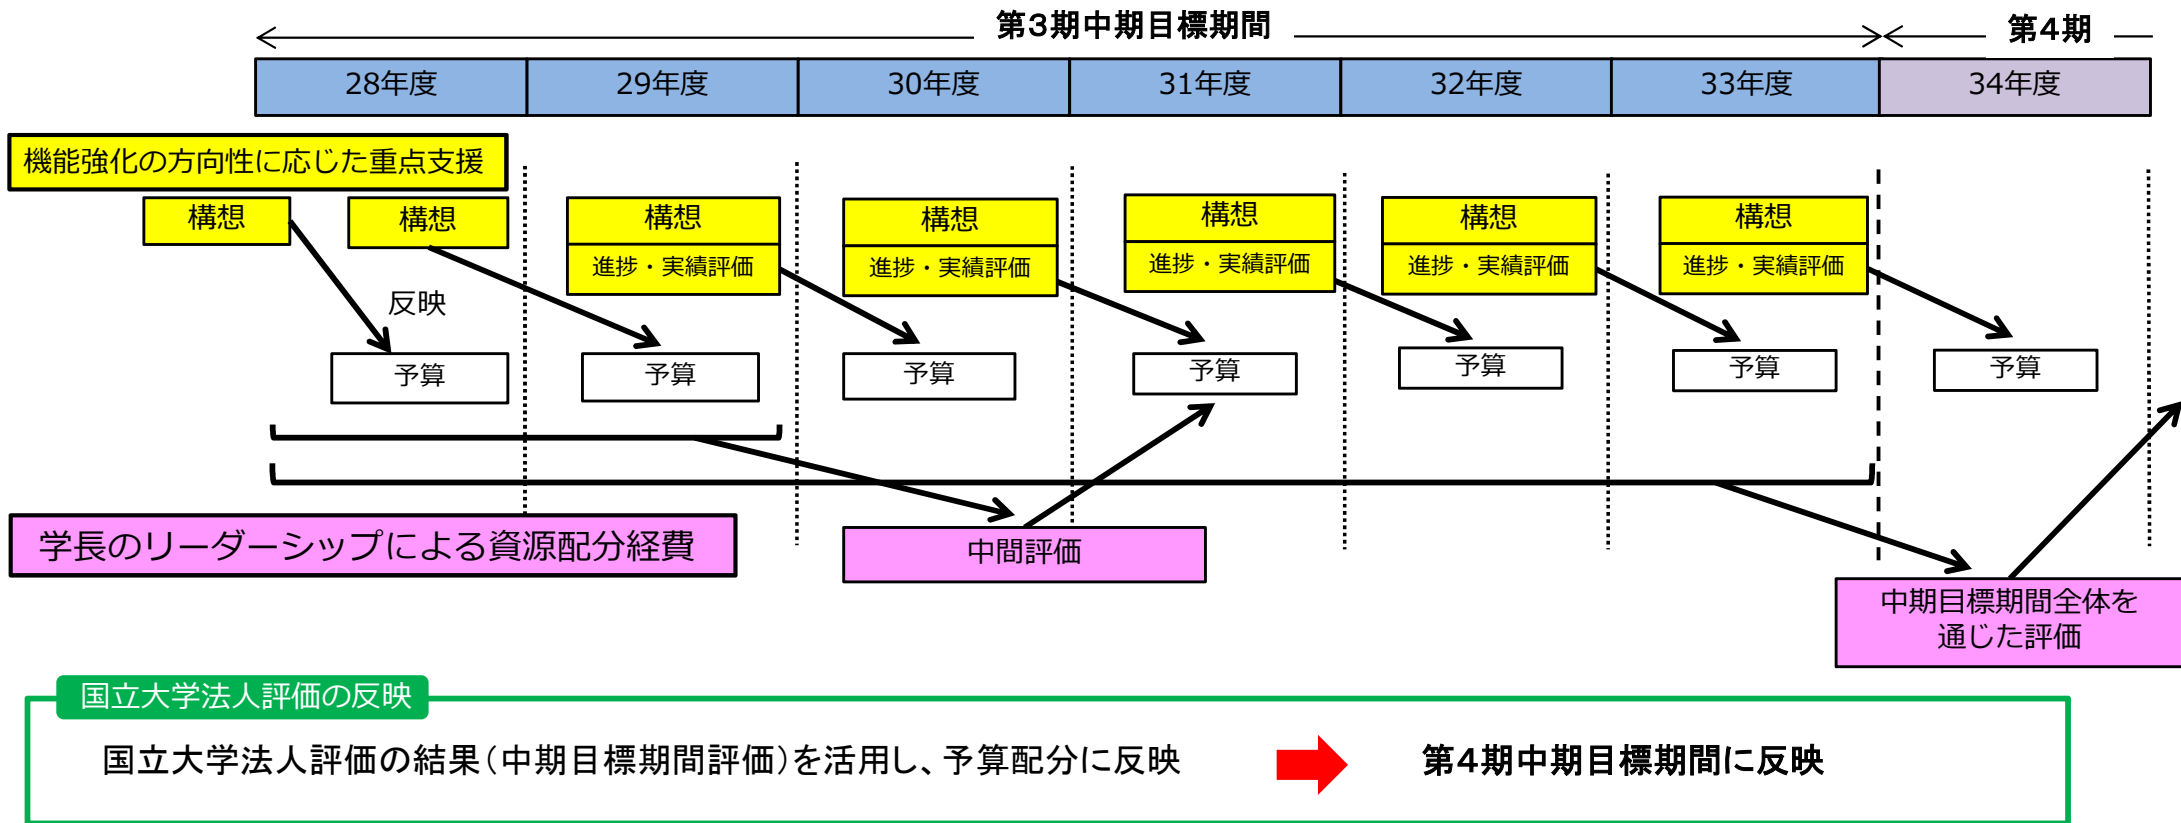 第3期中期目標期間
第4期
28年度
29年度
30年度
31年度
32年度
33年度
34年度
機能強化の方向性に応じた重点支援
構想
構想
構想
構想
構想
構想
構想
進捗・実績評価
進捗・実績評価
進捗・実績評価
進捗・実績評価
進捗・実績評価
反映
予算
予算
予算
予算
予算
予算
予算
学長のリーダーシップによる資源配分経費
中間評価
中期目標期間全体を
通じた評価
国立大学法人評価の反映
国立大学法人評価の結果(中期目標期間評価)を活用し、予算配分に反映
第4期中期目標期間に反映